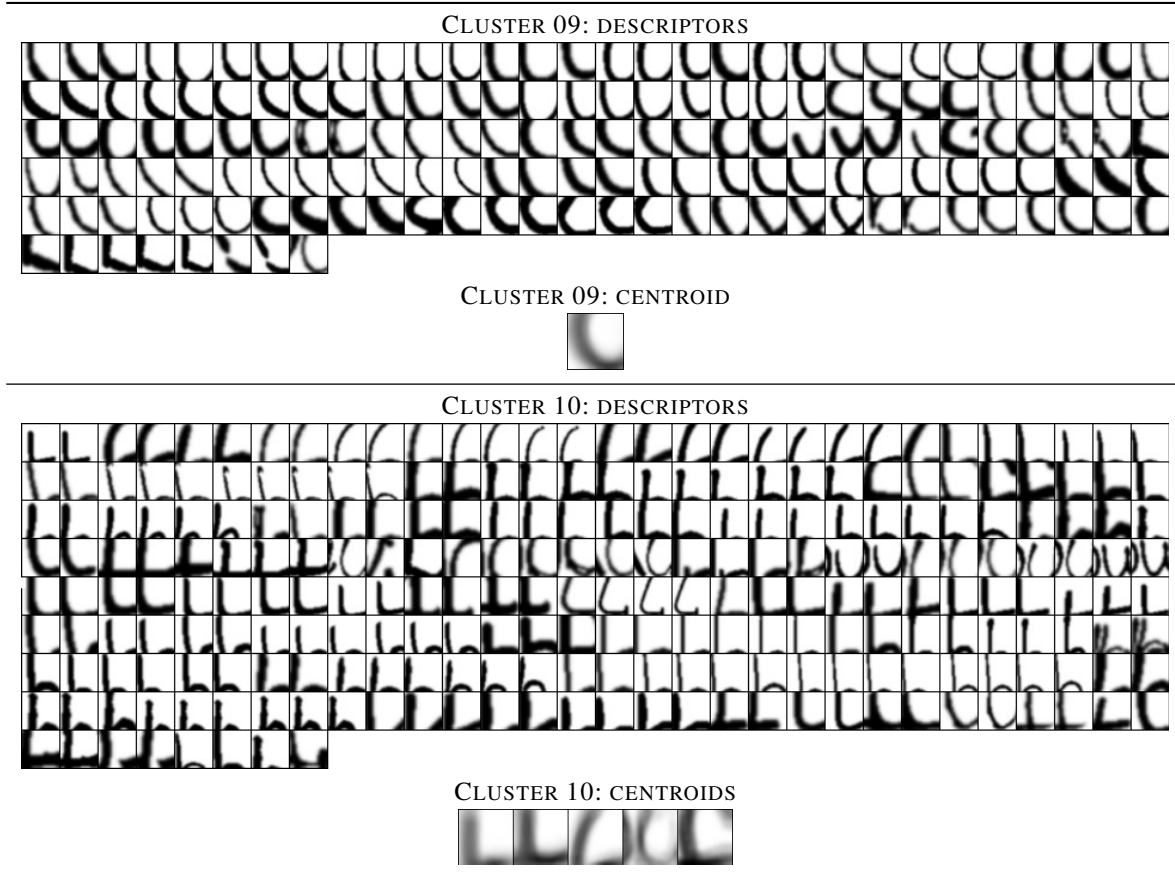 CLUSTER 09: DESCRIPTORS
CLUSTER 09: CENTROID
CLUSTER 10: DESCRIPTORS
CLUSTER 10: CENTROIDS